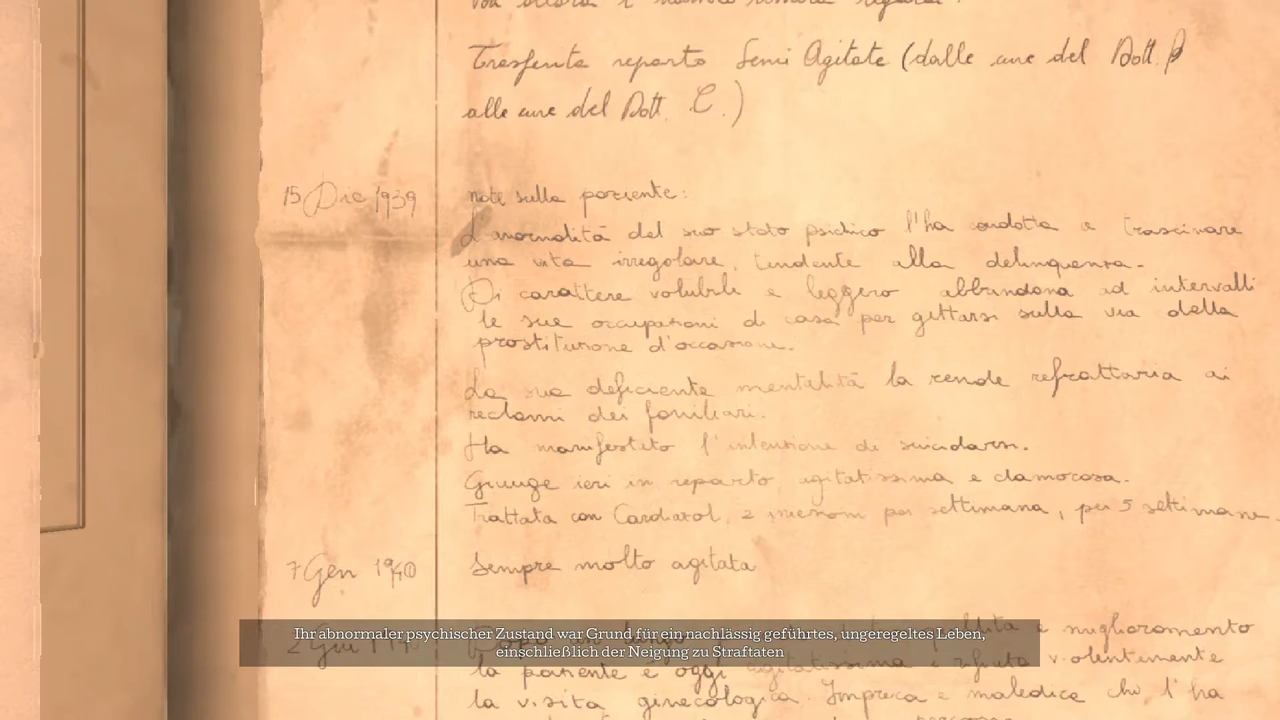 Trasferita reparto Semi Agitate (dalle cure del Dott. B
alle cure del Dott. C.)
15 Dic 1939
note sulla paziente:
L'anormalità del suo stato psichico l'ha condotta a trascinare
una vita irregolare, tendente alla delinquenza.
Di carattere volubile e leggero abbandona ad intervalli
le sue occupazioni di casa per gettarsi sulla via della
prostituzione d'occasione.
La sua deficiente mentalità la rende refrattaria ai
reclami dei familiari.
Ha manifestato l'intenzione di suicidarsi.
Giunge ieri in reparto agitatissima e clamorosa.
Trattata con Cardiazol, 2 iniezioni per settimana, per 5 settimane.
7 Gen 1940
Sempre molto agitata
2 Giu
Dopo un lungo e miglioramento
Ihr abnormaler psychischer Zustand war Grund für ein nachlässig geführtes, ungeregeltes Leben,
einschließlich der Neigung zu Straftaten
la paziente è oggi agitatissima e rifiuta violentemente
la visita ginecologica. Impreca e maledice chi l'ha